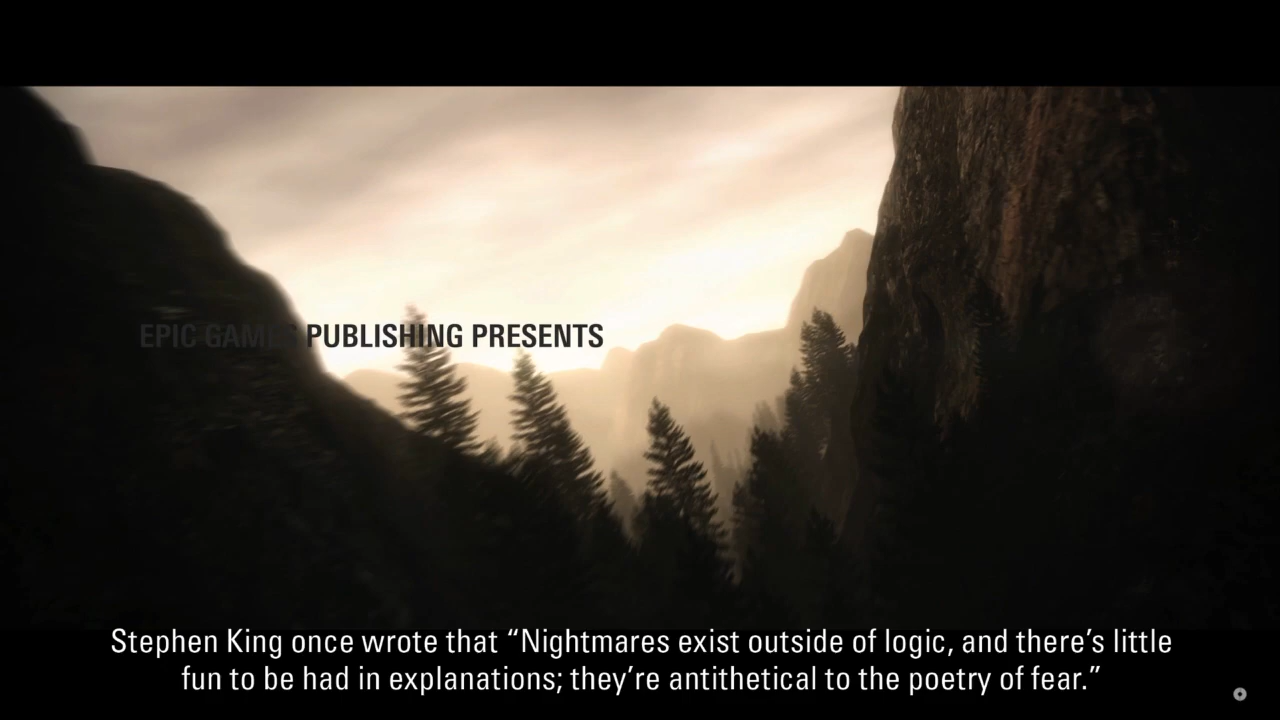 EPIC GAMES PUBLISHING PRESENTS
Stephen King once wrote that “Nightmares exist outside of logic, and there’s little
fun to be had in explanations; they’re antithetical to the poetry of fear.”